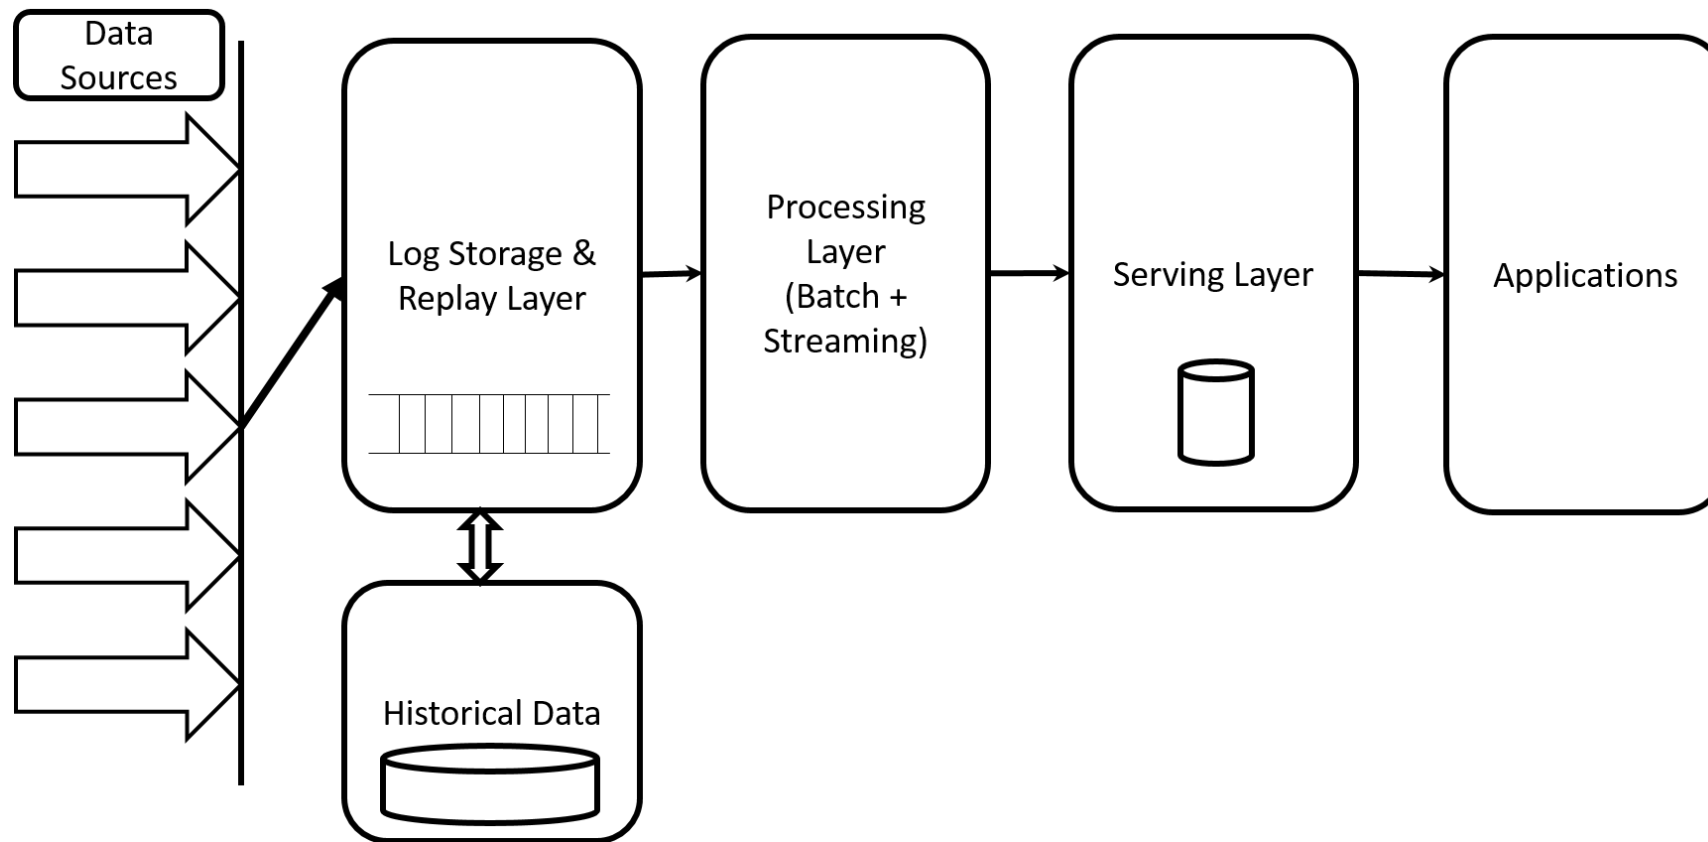 Data
Sources
Log Storage &
Replay Layer
Processing
Layer
(Batch +
Streaming)
Serving Layer
Applications
Historical Data